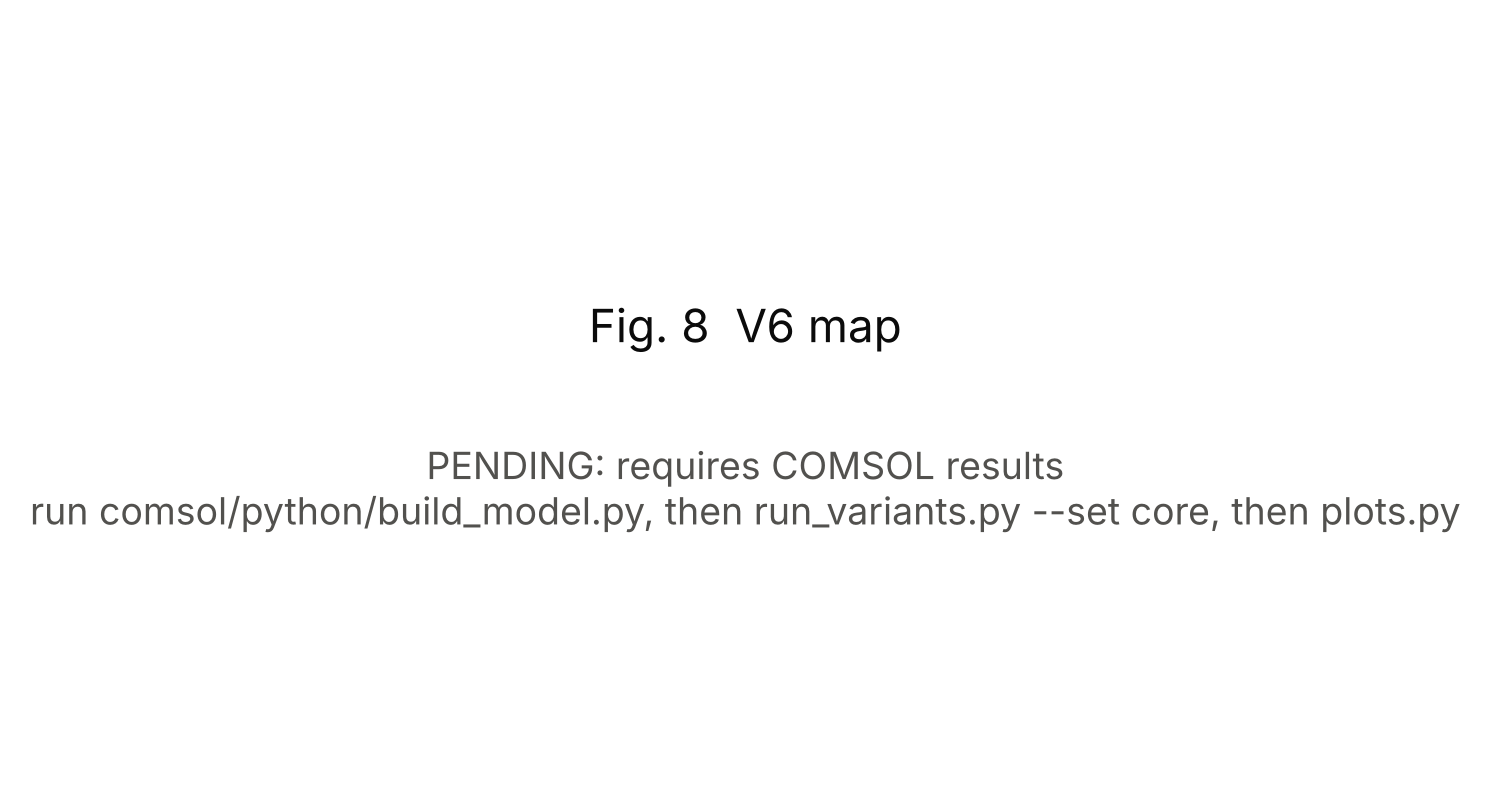 Fig. 8  V6 map
PENDING: requires COMSOL results
run comsol/python/build_model.py, then run_variants.py --set core, then plots.py